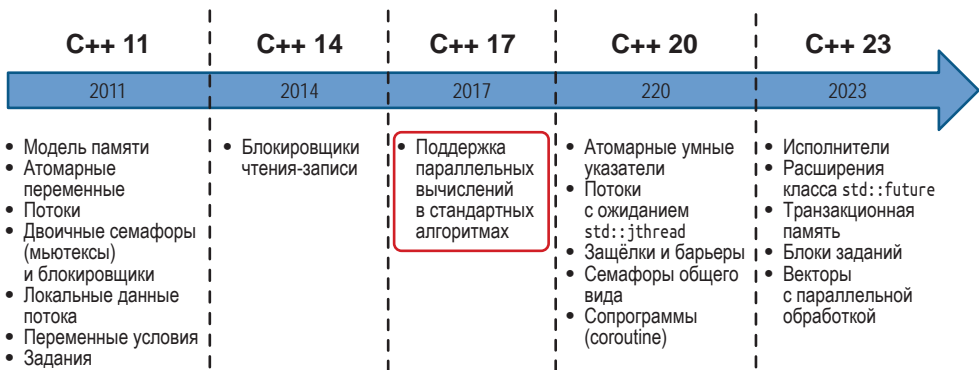 C++ 11
C++ 14
C++ 17
C++ 20
C++ 23
2011
2014
2017
220
2023
• Модель памяти
• Атомарные
переменные
• Потоки
• Двоичные семафоры
(мьютексы)
и блокировщики
• Локальные данные
потока
• Переменные условия
• Задания
• Блокировщики
чтения-записи
• Поддержка
параллельных
вычислений
в стандартных
алгоритмах
• Атомарные умные
указатели
• Потоки
с ожиданием
std::jthread
• Защёлки и барьеры
• Семафоры общего
вида
• Сопрограммы
(coroutine)
• Исполнители
• Расширения
класса std::future
• Транзакционная
память
• Блоки заданий
• Векторы
с параллельной
обработкой